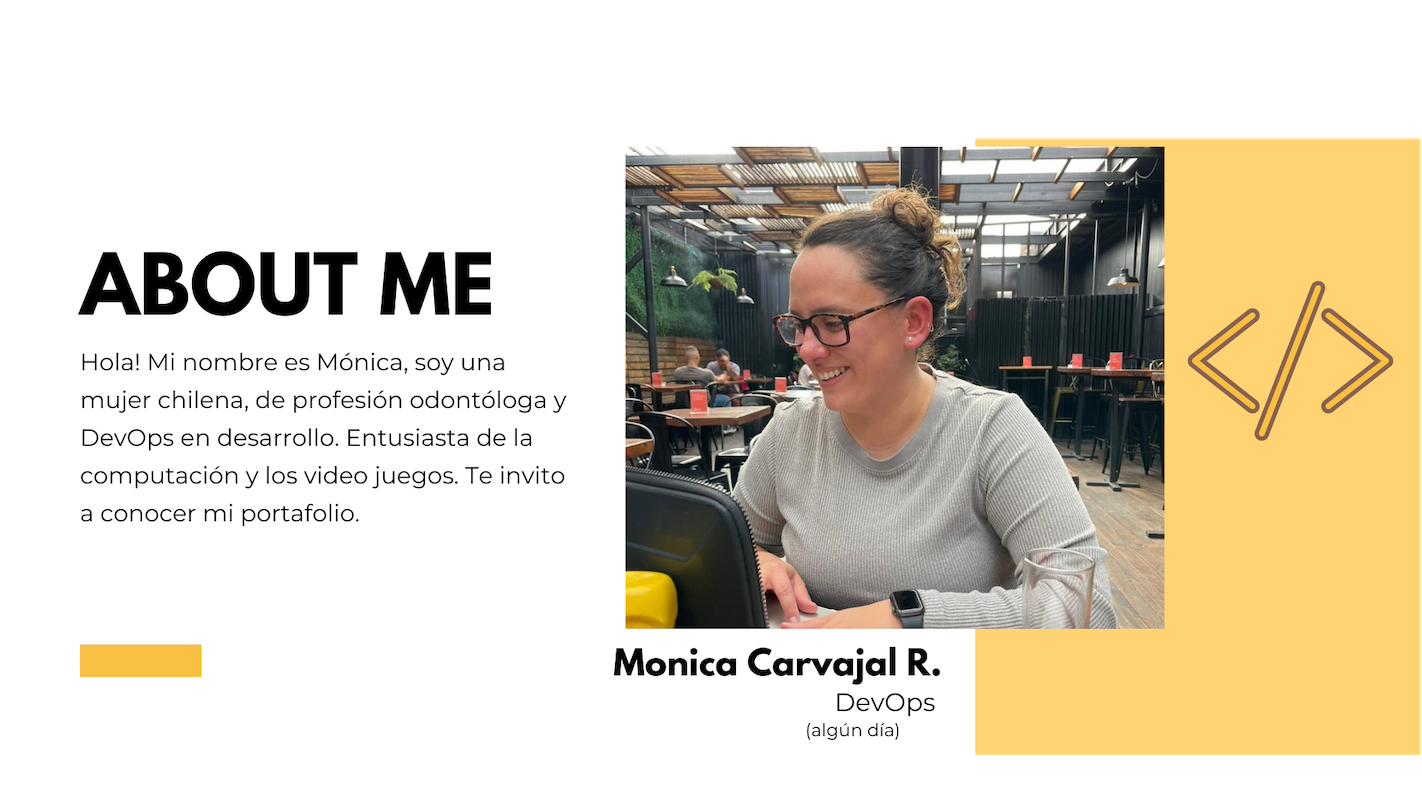 ABOUT ME
Hola! Mi nombre es Mónica, soy una
mujer chilena, de profesión odontóloga y
DevOps en desarrollo. Entusiasta de la
computación y los video juegos. Te invito
a conocer mi portafolio.
</>
Monica Carvajal R.
DevOps
(algún día)